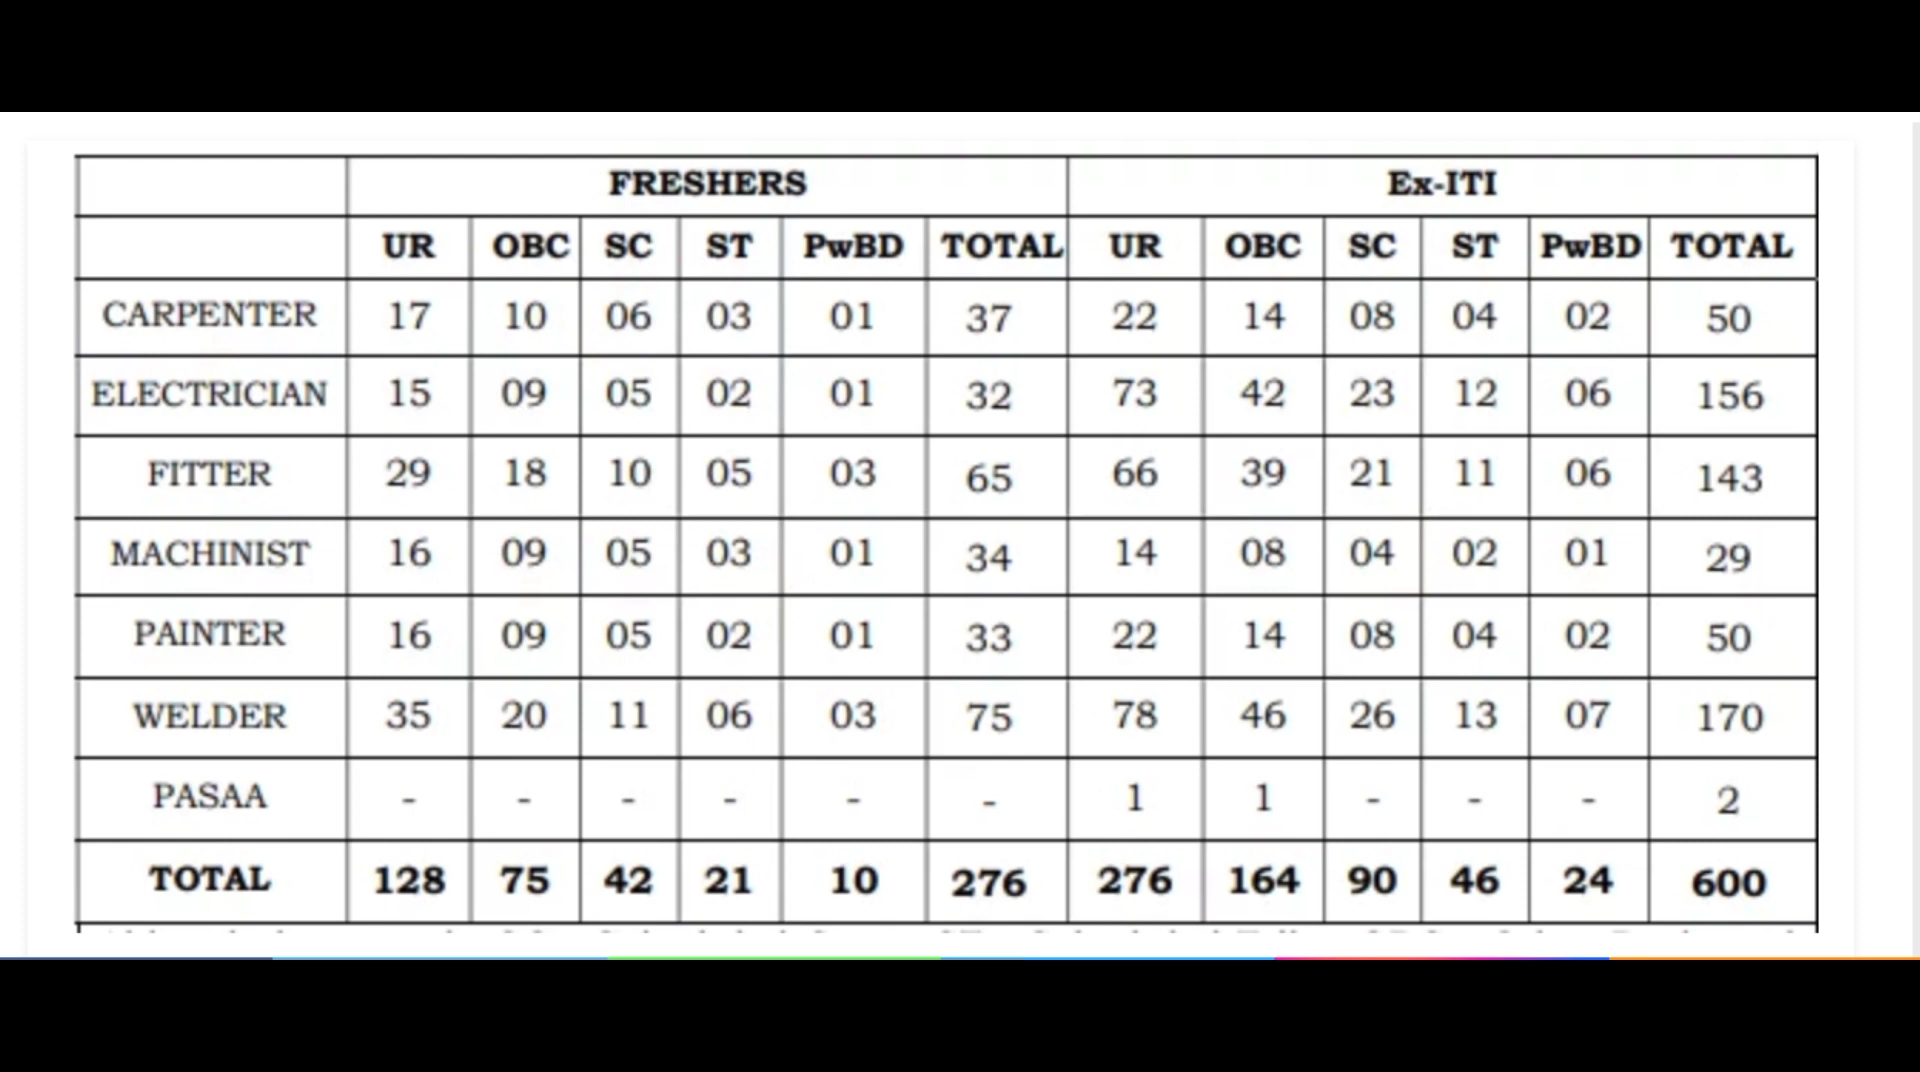 FRESHERS Ex-ITI
UR OBC SC ST PwBD TOTAL UR OBC SC ST PwBD TOTAL
CARPENTER 17 10 06 03 01 37 22 14 08 04 02 50
ELECTRICIAN 15 09 05 02 01 32 73 42 23 12 06 156
FITTER 29 18 10 05 03 65 66 39 21 11 06 143
MACHINIST 16 09 05 03 01 34 14 08 04 02 01 29
PAINTER 16 09 05 02 01 33 22 14 08 04 02 50
WELDER 35 20 11 06 03 75 78 46 26 13 07 170
PASAA - - - - - - 1 1 - - - 2
TOTAL 128 75 42 21 10 276 276 164 90 46 24 600